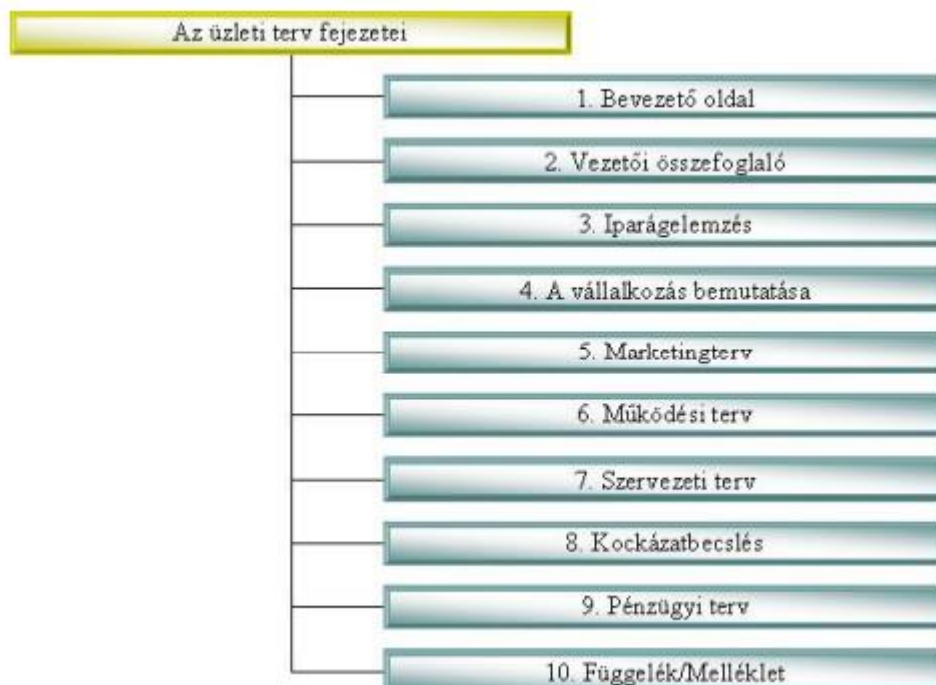 Az üzleti terv fejezetei
1. Bevezető oldal
2. Vezetői összefoglaló
3. Iparágelemzés
4. A vállalkozás bemutatása
5. Marketingterv
6. Működési terv
7. Szervezeti terv
8. Kockázatbecslés
9. Pénzügyi terv
10. Függelék/Melléklet